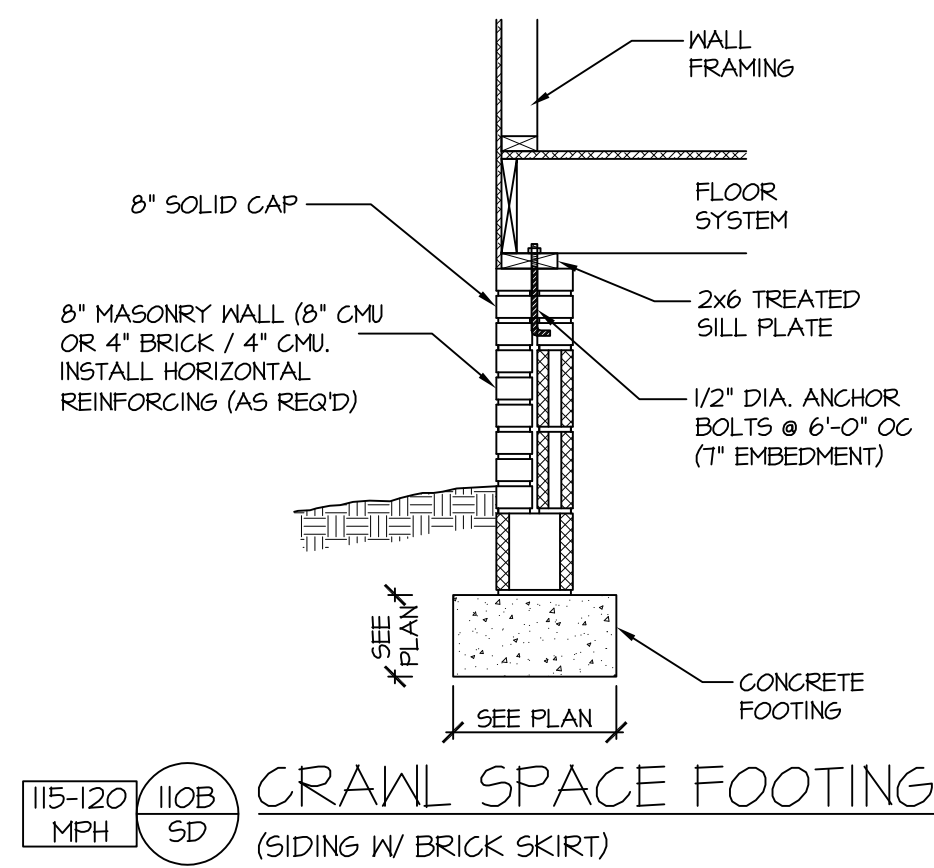 WALL
FRAMING
FLOOR
SYSTEM
8" SOLID CAP
2x6 TREATED
SILL PLATE
8" MASONRY WALL (8" CMU
OR 4" BRICK / 4" CMU.
INSTALL HORIZONTAL
REINFORCING (AS REQ'D)
1/2" DIA. ANCHOR
BOLTS @ 6'-0" OC
(7" EMBEDMENT)
SEE
PLAN
CONCRETE
FOOTING
SEE PLAN
115-120
MPH
110B
SD
CRAWL SPACE FOOTING
(SIDING W/ BRICK SKIRT)